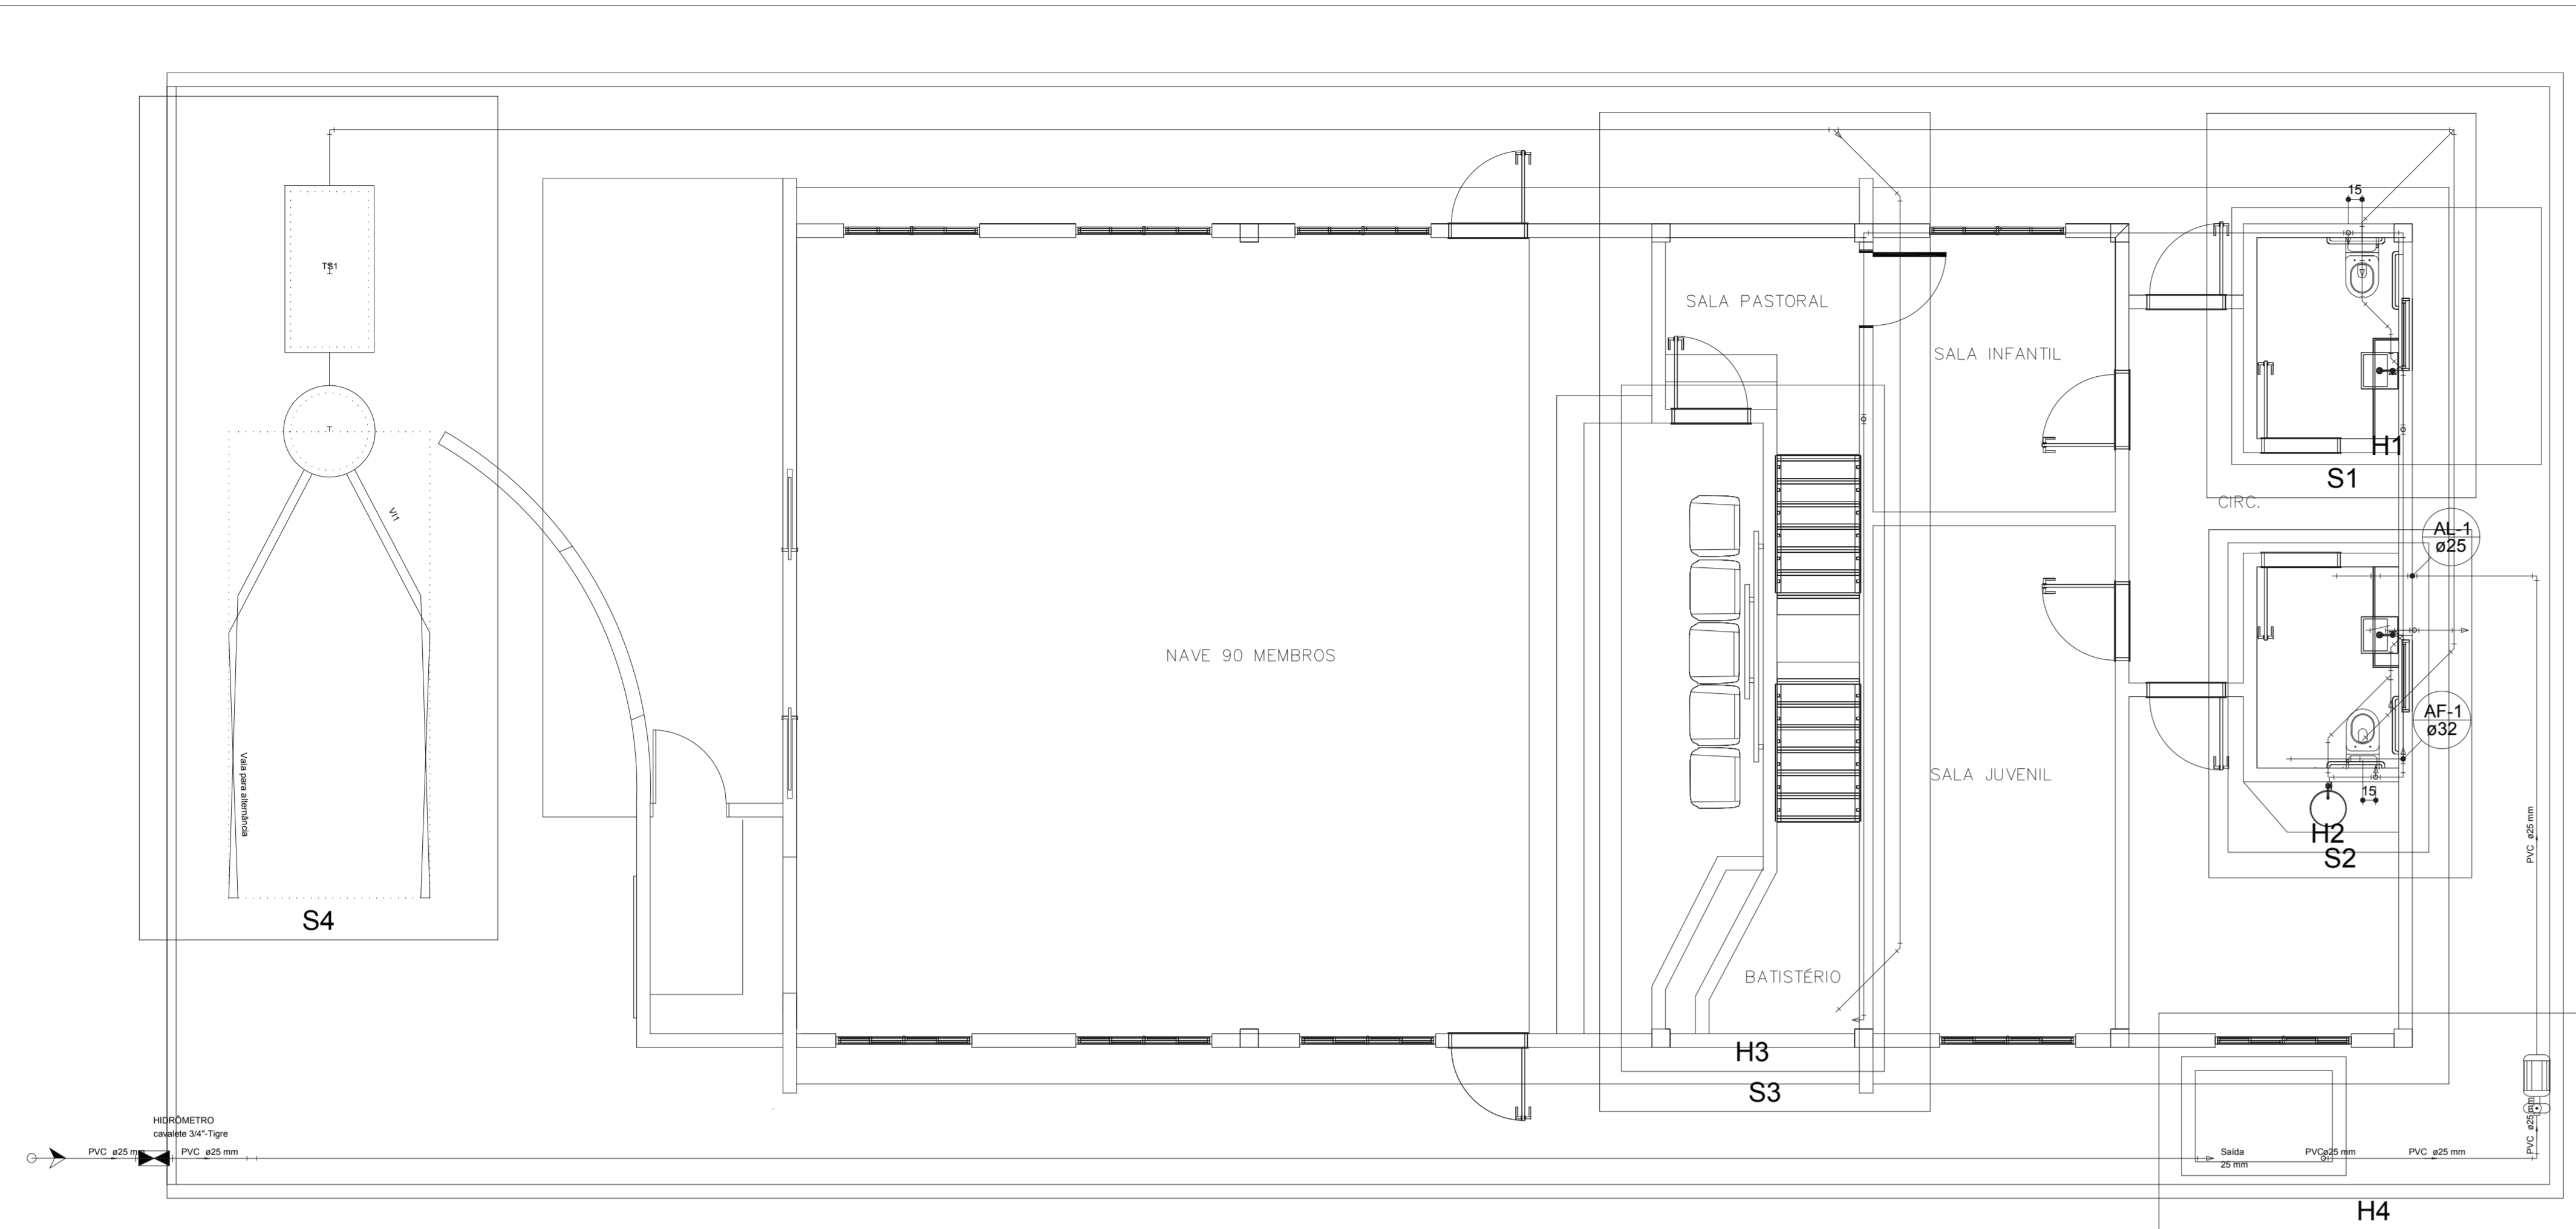 15
TS1
SALA PASTORAL
SALA INFANTIL
H1
S1
CIRC.
VI1
AL-1
ø25
NAVE 90 MEMBROS
AF-1
ø32
SALA JUVENIL
15
Vala para alternância
H2
S2
PVC ø25 mm
S4
BATISTÉRIO
H3
S3
HIDRÔMETRO
cavalete 3/4"-Tigre
PVC ø25 mm
PVC ø25 mm
Saída
25 mm
PVCø25 mm
PVC ø25 mm
PVC ø25 mm
H4